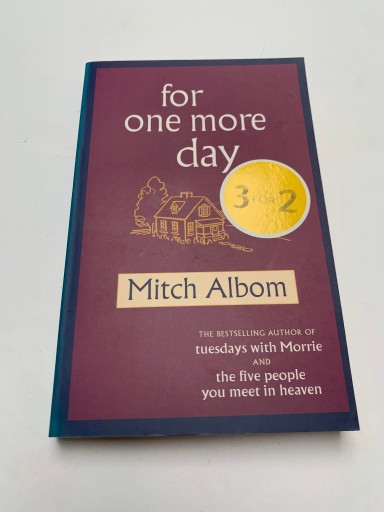 for
one more
day
3 for 2
Mitch Albom
THE BESTSELLING AUTHOR OF
tuesdays with Morrie
AND
the five people
you meet in heaven